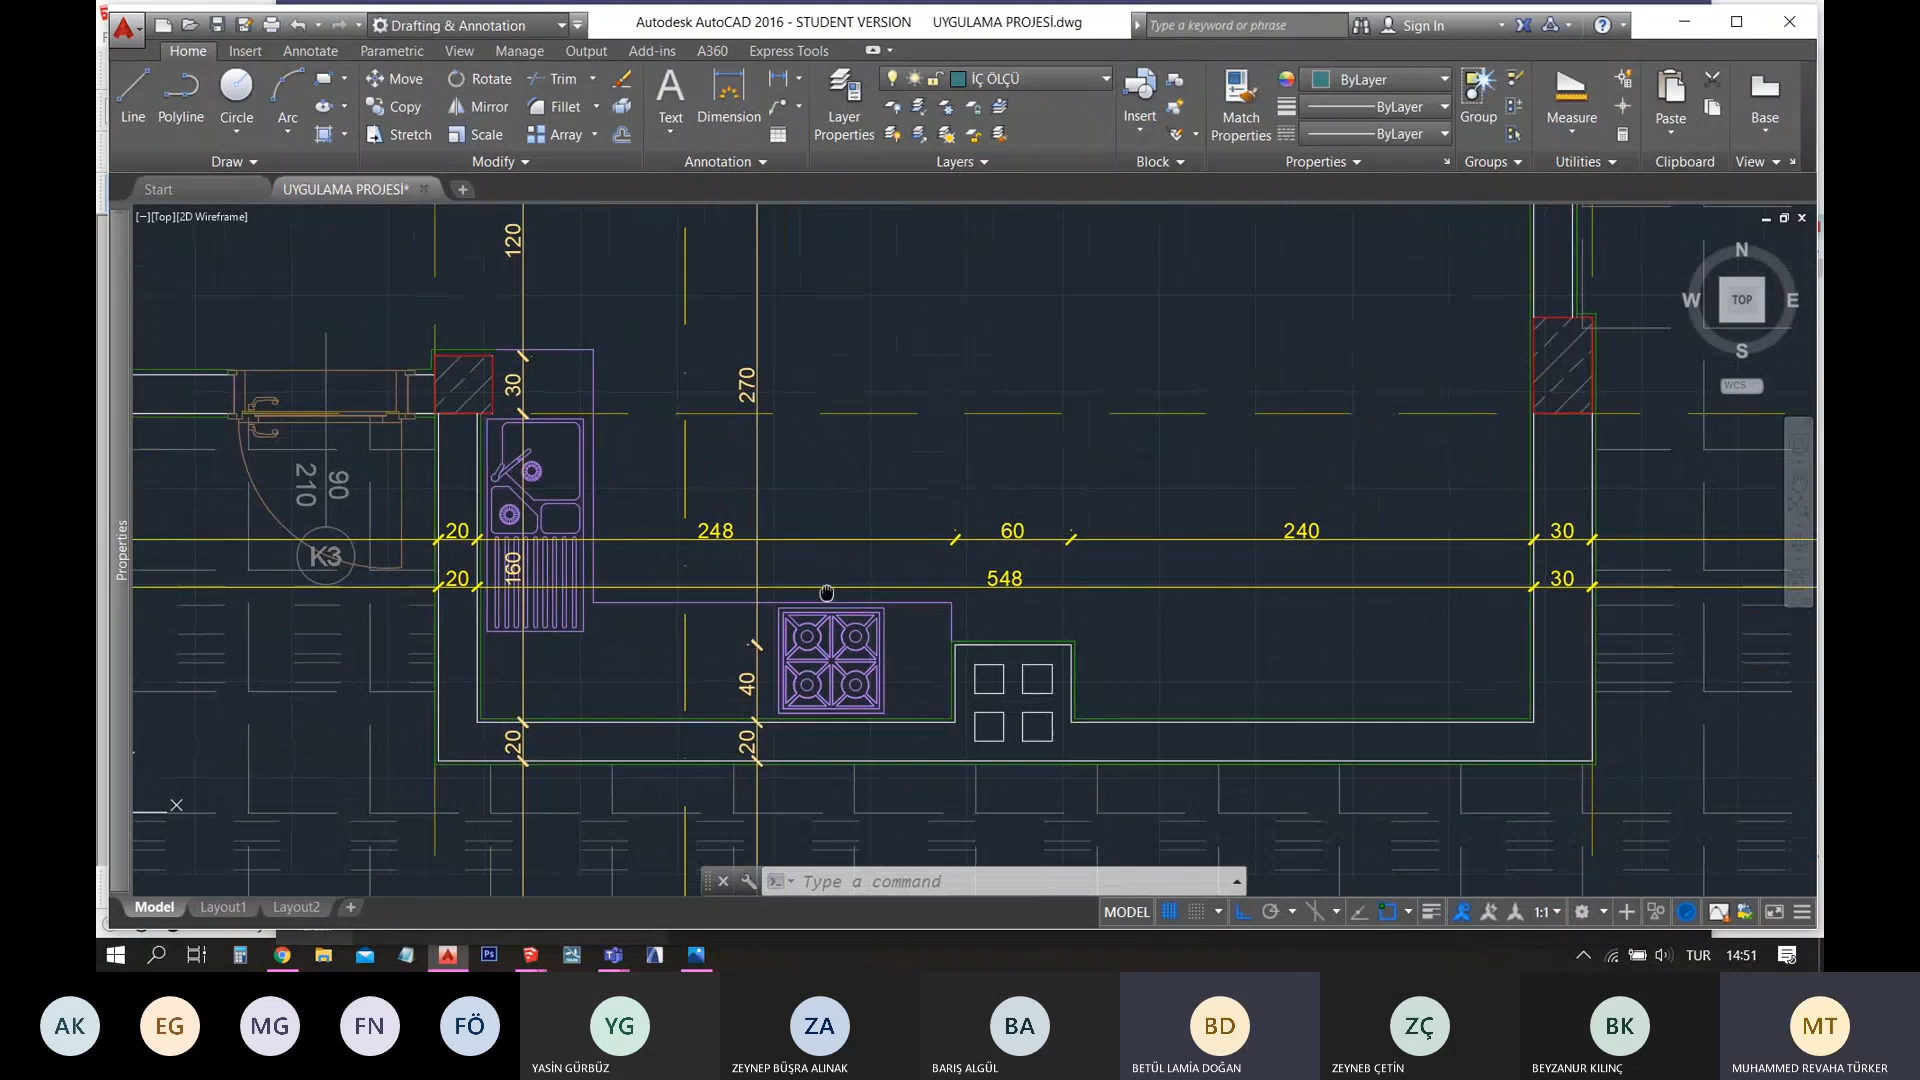 Drafting & Annotation
Autodesk AutoCAD 2016 - STUDENT VERSION UYGULAMA PROJESİ.dwg
Type a keyword or phrase
Sign In
Home Insert Annotate Parametric View Manage Output Add-ins A360 Express Tools
Line Polyline Circle Arc
Move Rotate Trim
Copy Mirror Fillet
Stretch Scale Array
Text Dimension
Layer Properties
İÇ ÖLÇÜ
Insert
Match Properties
ByLayer
ByLayer
ByLayer
Group
Measure
Paste
Base
Draw Modify Annotation Layers Block Properties Groups Utilities Clipboard View
Start
UYGULAMA PROJESİ*
[−][Top][2D Wireframe]
N
W TOP E
S
WCS
120
30
270
90
210
K3
20 248 60 240 30
160
20 548 30
40
20 20
Properties
X
Type a command
Model Layout1 Layout2
MODEL
1:1
Ps
TUR 14:51
AK EG MG FN FÖ YG ZA BA BD ZÇ BK MT
YASİN GÜRBÜZ
ZEYNEP BÜŞRA ALINAK
BARIŞ ALGÜL
BETÜL LAMİA DOĞAN
ZEYNEB ÇETİN
BEYZANUR KILINÇ
MUHAMMED REVAHA TÜRKER